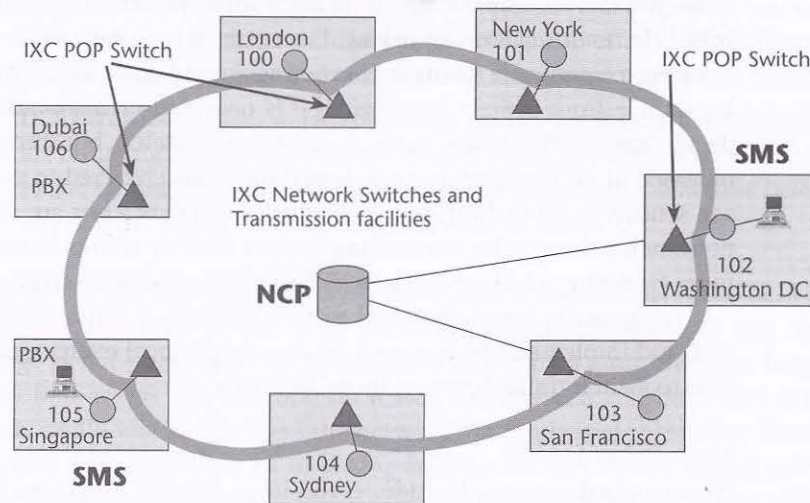 IXC POP Switch
London
100
New York
101
IXC POP Switch
Dubai
106
PBX
SMS
IXC Network Switches and
Transmission facilities
102
Washington DC
NCP
PBX
105
Singapore
SMS
104
Sydney
103
San Francisco